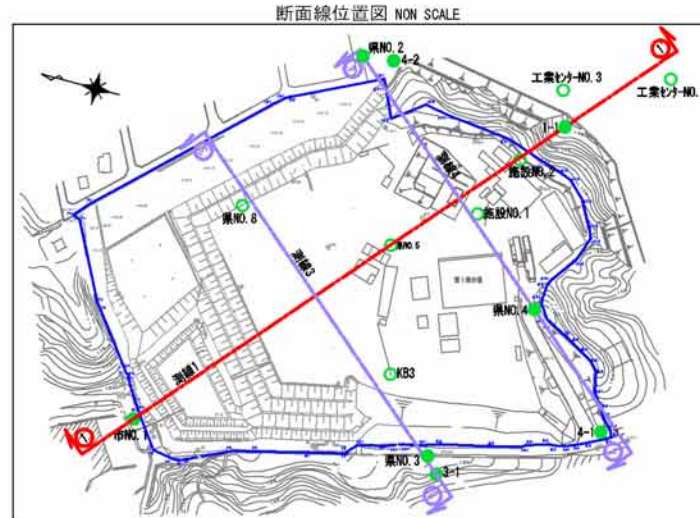 断面線位置図 NON SCALE
県NO.2
4-2
工業センターNO.3
工業センターNO.
1-1
施設NO.2
測線4
県NO.8
施設NO.1
県NO.5
測線3
県NO.4
測線1
KB3
市NO.1
4-1
県NO.3
3-1